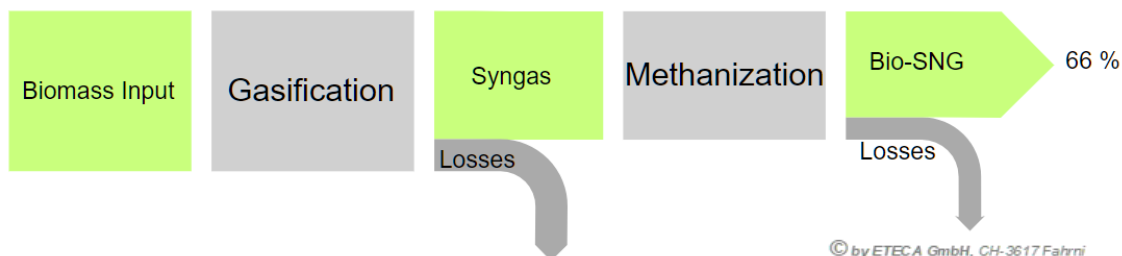 Biomass Input
Gasification
Syngas
Methanization
Bio-SNG
66 %
Losses
Losses
© by ETECA GmbH, CH-3617 Fahrni